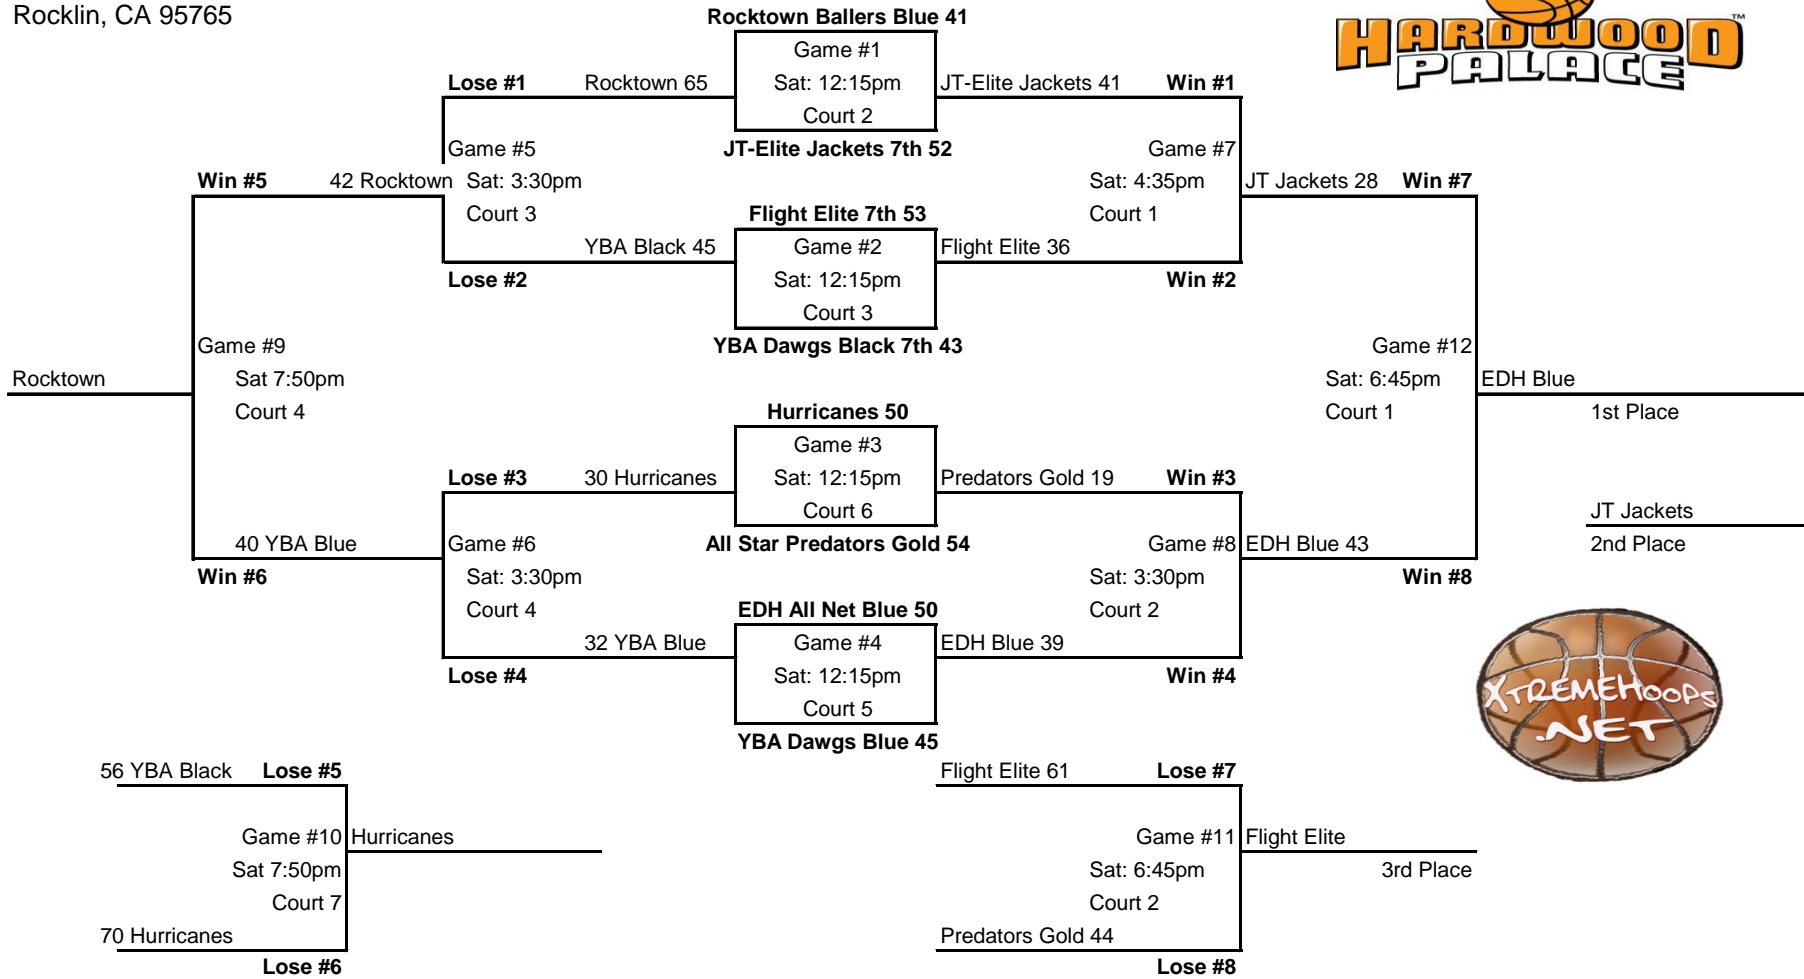 Rocklin, CA 95765
Rocktown Ballers Blue 41
HARDWOOD ™
PALACE
Game #1
Lose #1 Rocktown 65 Sat: 12:15pm JT-Elite Jackets 41 Win #1
Court 2
Game #5 JT-Elite Jackets 7th 52 Game #7
Win #5 42 Rocktown Sat: 3:30pm Sat: 4:35pm JT Jackets 28 Win #7
Court 3 Flight Elite 7th 53 Court 1
YBA Black 45 Game #2 Flight Elite 36
Lose #2 Sat: 12:15pm Win #2
Court 3
Game #9 YBA Dawgs Black 7th 43 Game #12
Rocktown Sat 7:50pm Sat: 6:45pm EDH Blue
Court 4 Hurricanes 50 Court 1 1st Place
Game #3
Lose #3 30 Hurricanes Sat: 12:15pm Predators Gold 19 Win #3
Court 6 JT Jackets
40 YBA Blue Game #6 All Star Predators Gold 54 Game #8 EDH Blue 43 2nd Place
Win #6 Sat: 3:30pm Sat: 3:30pm Win #8
Court 4 EDH All Net Blue 50 Court 2
32 YBA Blue Game #4 EDH Blue 39
Lose #4 Sat: 12:15pm Win #4
Court 5
XTREMEHOOPS
.NET
YBA Dawgs Blue 45
56 YBA Black Lose #5 Flight Elite 61 Lose #7
Game #10 Hurricanes Game #11 Flight Elite
Sat 7:50pm Sat: 6:45pm 3rd Place
Court 7 Court 2
70 Hurricanes Predators Gold 44
Lose #6 Lose #8